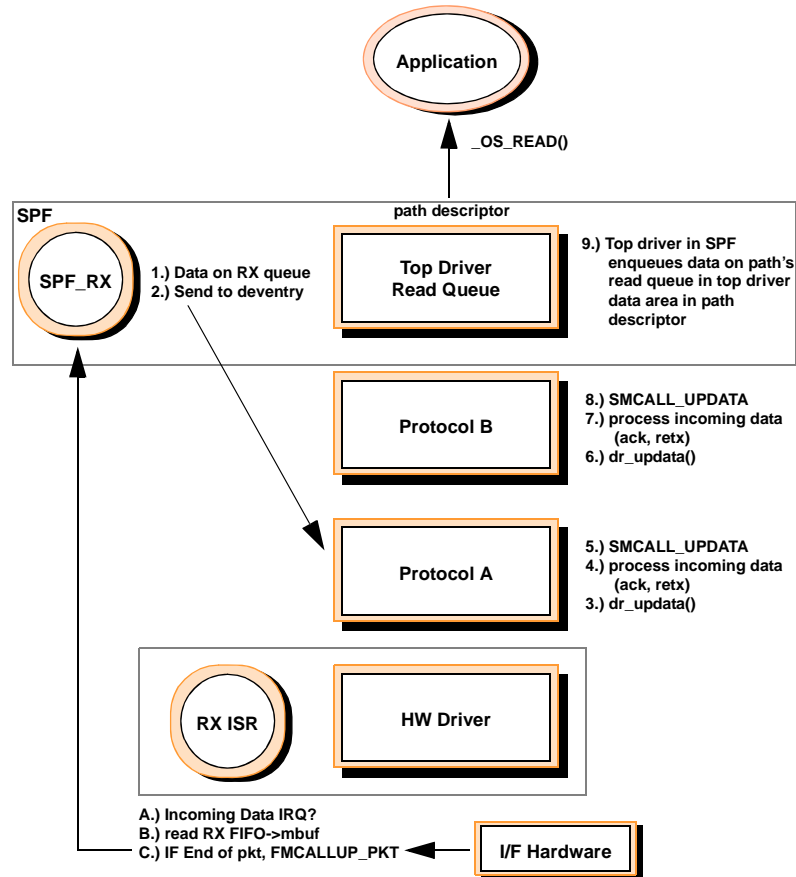 Application
_OS_READ()
SPF
path descriptor
SPF_RX
1.) Data on RX queue
2.) Send to deventry
Top Driver
Read Queue
9.) Top driver in SPF
enqueues data on path's
read queue in top driver
data area in path
descriptor
Protocol B
8.) SMCALL_UPDATA
7.) process incoming data
(ack, retx)
6.) dr_updata()
Protocol A
5.) SMCALL_UPDATA
4.) process incoming data
(ack, retx)
3.) dr_updata()
RX ISR
HW Driver
A.) Incoming Data IRQ?
B.) read RX FIFO->mbuf
C.) IF End of pkt, FMCALLUP_PKT
I/F Hardware